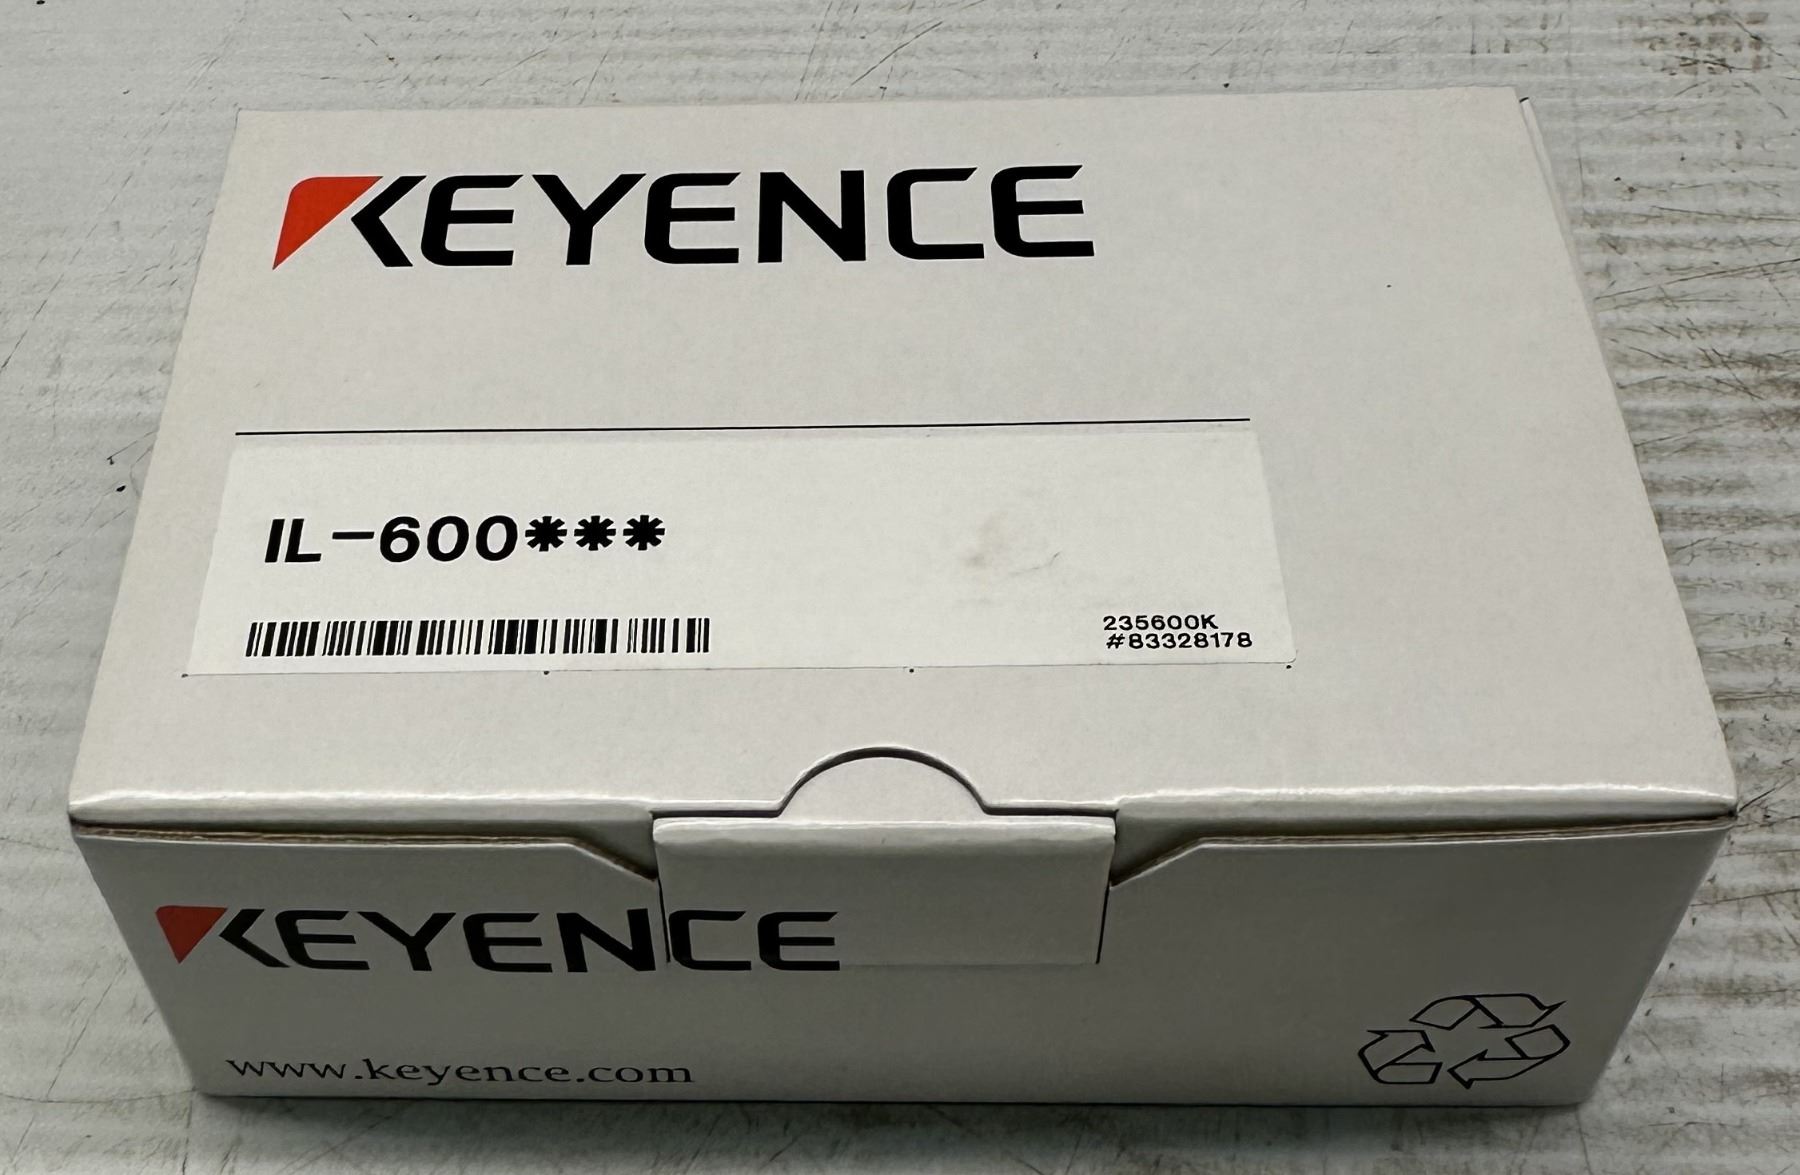 KEYENCE
IL-600***
235600K
#83328178
KEYENCE
www.keyence.com